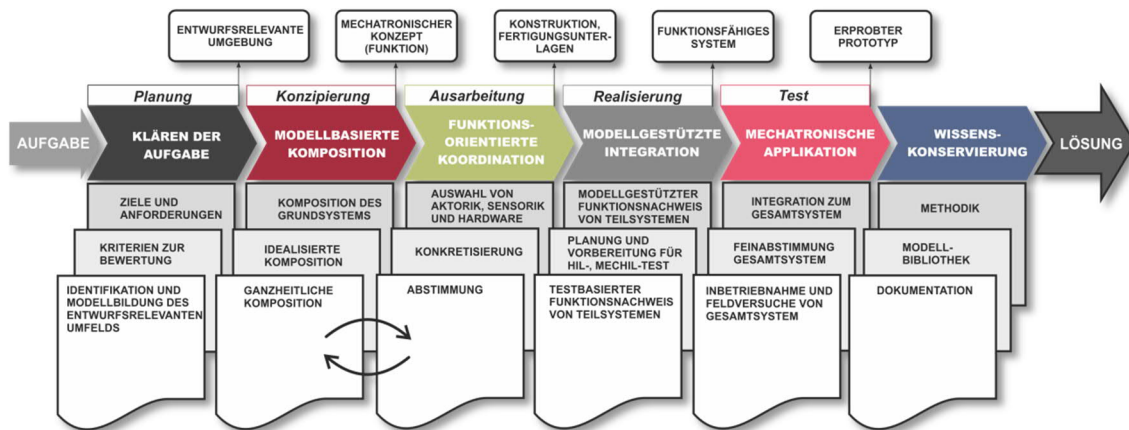 ENTWURFSRELEVANTE
UMGEBUNG
MECHATRONISCHER
KONZEPT
(FUNKTION)
KONSTRUKTION,
FERTIGUNGSUNTER-
LAGEN
FUNKTIONSFÄHIGES
SYSTEM
ERPROBTER
PROTOTYP
Planung
Konzipierung
Ausarbeitung
Realisierung
Test
AUFGABE
KLÄREN DER
AUFGABE
MODELLBASIERTE
KOMPOSITION
FUNKTIONS-
ORIENTIERTE
KOORDINATION
MODELLGESTÜTZTE
INTEGRATION
MECHATRONISCHE
APPLIKATION
WISSENS-
KONSERVIERUNG
LÖSUNG
ZIELE UND
ANFORDERUNGEN
KRITERIEN ZUR
BEWERTUNG
IDENTIFIKATION UND
MODELLBILDUNG DES
ENTWURFSRELEVANTEN
UMFELDS
KOMPOSITION DES
GRUNDSYSTEMS
IDEALISIERTE
KOMPOSITION
GANZHEITLICHE
KOMPOSITION
AUSWAHL VON
AKTORIK, SENSORIK
UND HARDWARE
KONKRETISIERUNG
ABSTIMMUNG
MODELLGESTÜTZTER
FUNKTIONSNACHWEIS
VON TEILSYSTEMEN
PLANUNG UND
VORBEREITUNG FÜR
HIL-, MECHIL-TEST
TESTBASIERTER
FUNKTIONSNACHWEIS
VON TEILSYSTEMEN
INTEGRATION ZUM
GESAMTSYSTEM
FEINABSTIMMUNG
GESAMTSYSTEM
INBETRIEBNAHME UND
FELDVERSUCHE VON
GESAMTSYSTEM
METHODIK
MODELL-
BIBLIOTHEK
DOKUMENTATION